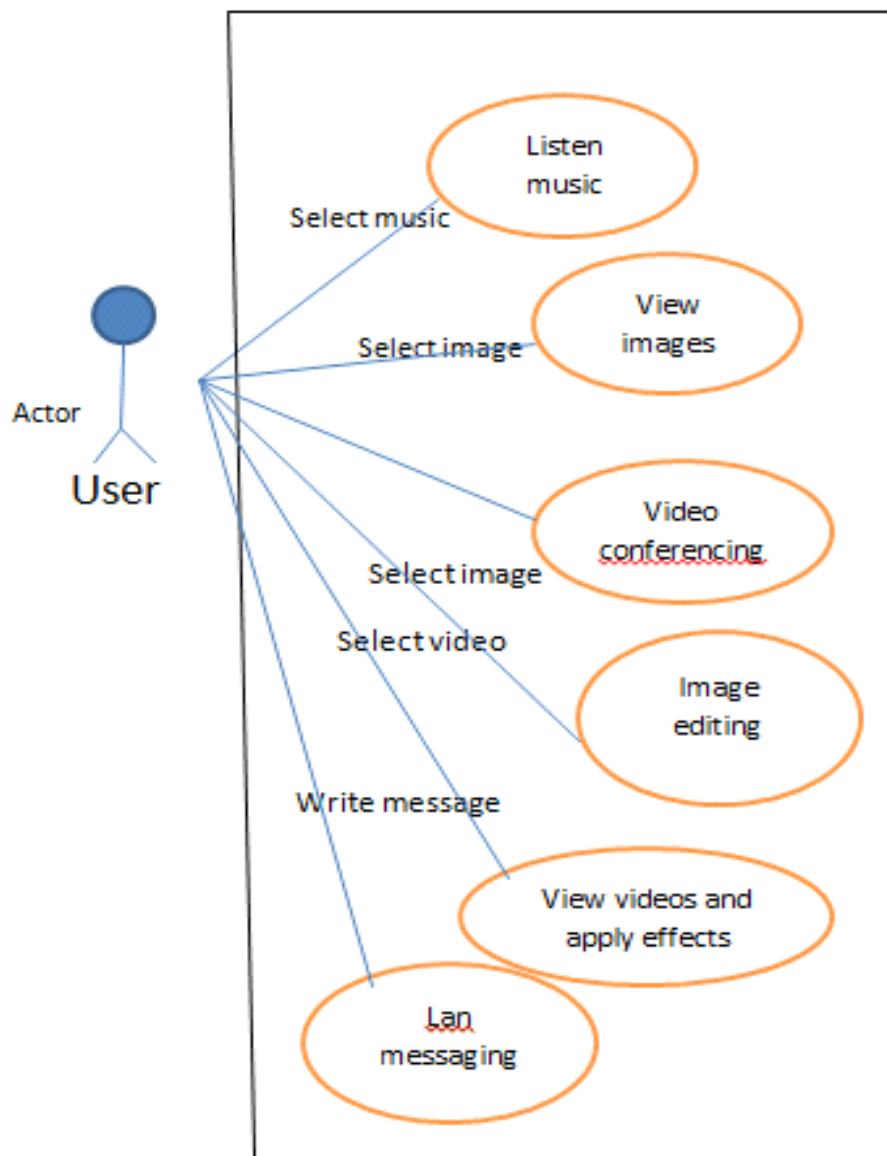 Listen
music
Select music
View
images
Select image
Actor
User
Video
conferencing
Select image
Select video
Image
editing
Write message
View videos and
apply effects
Lan
messaging